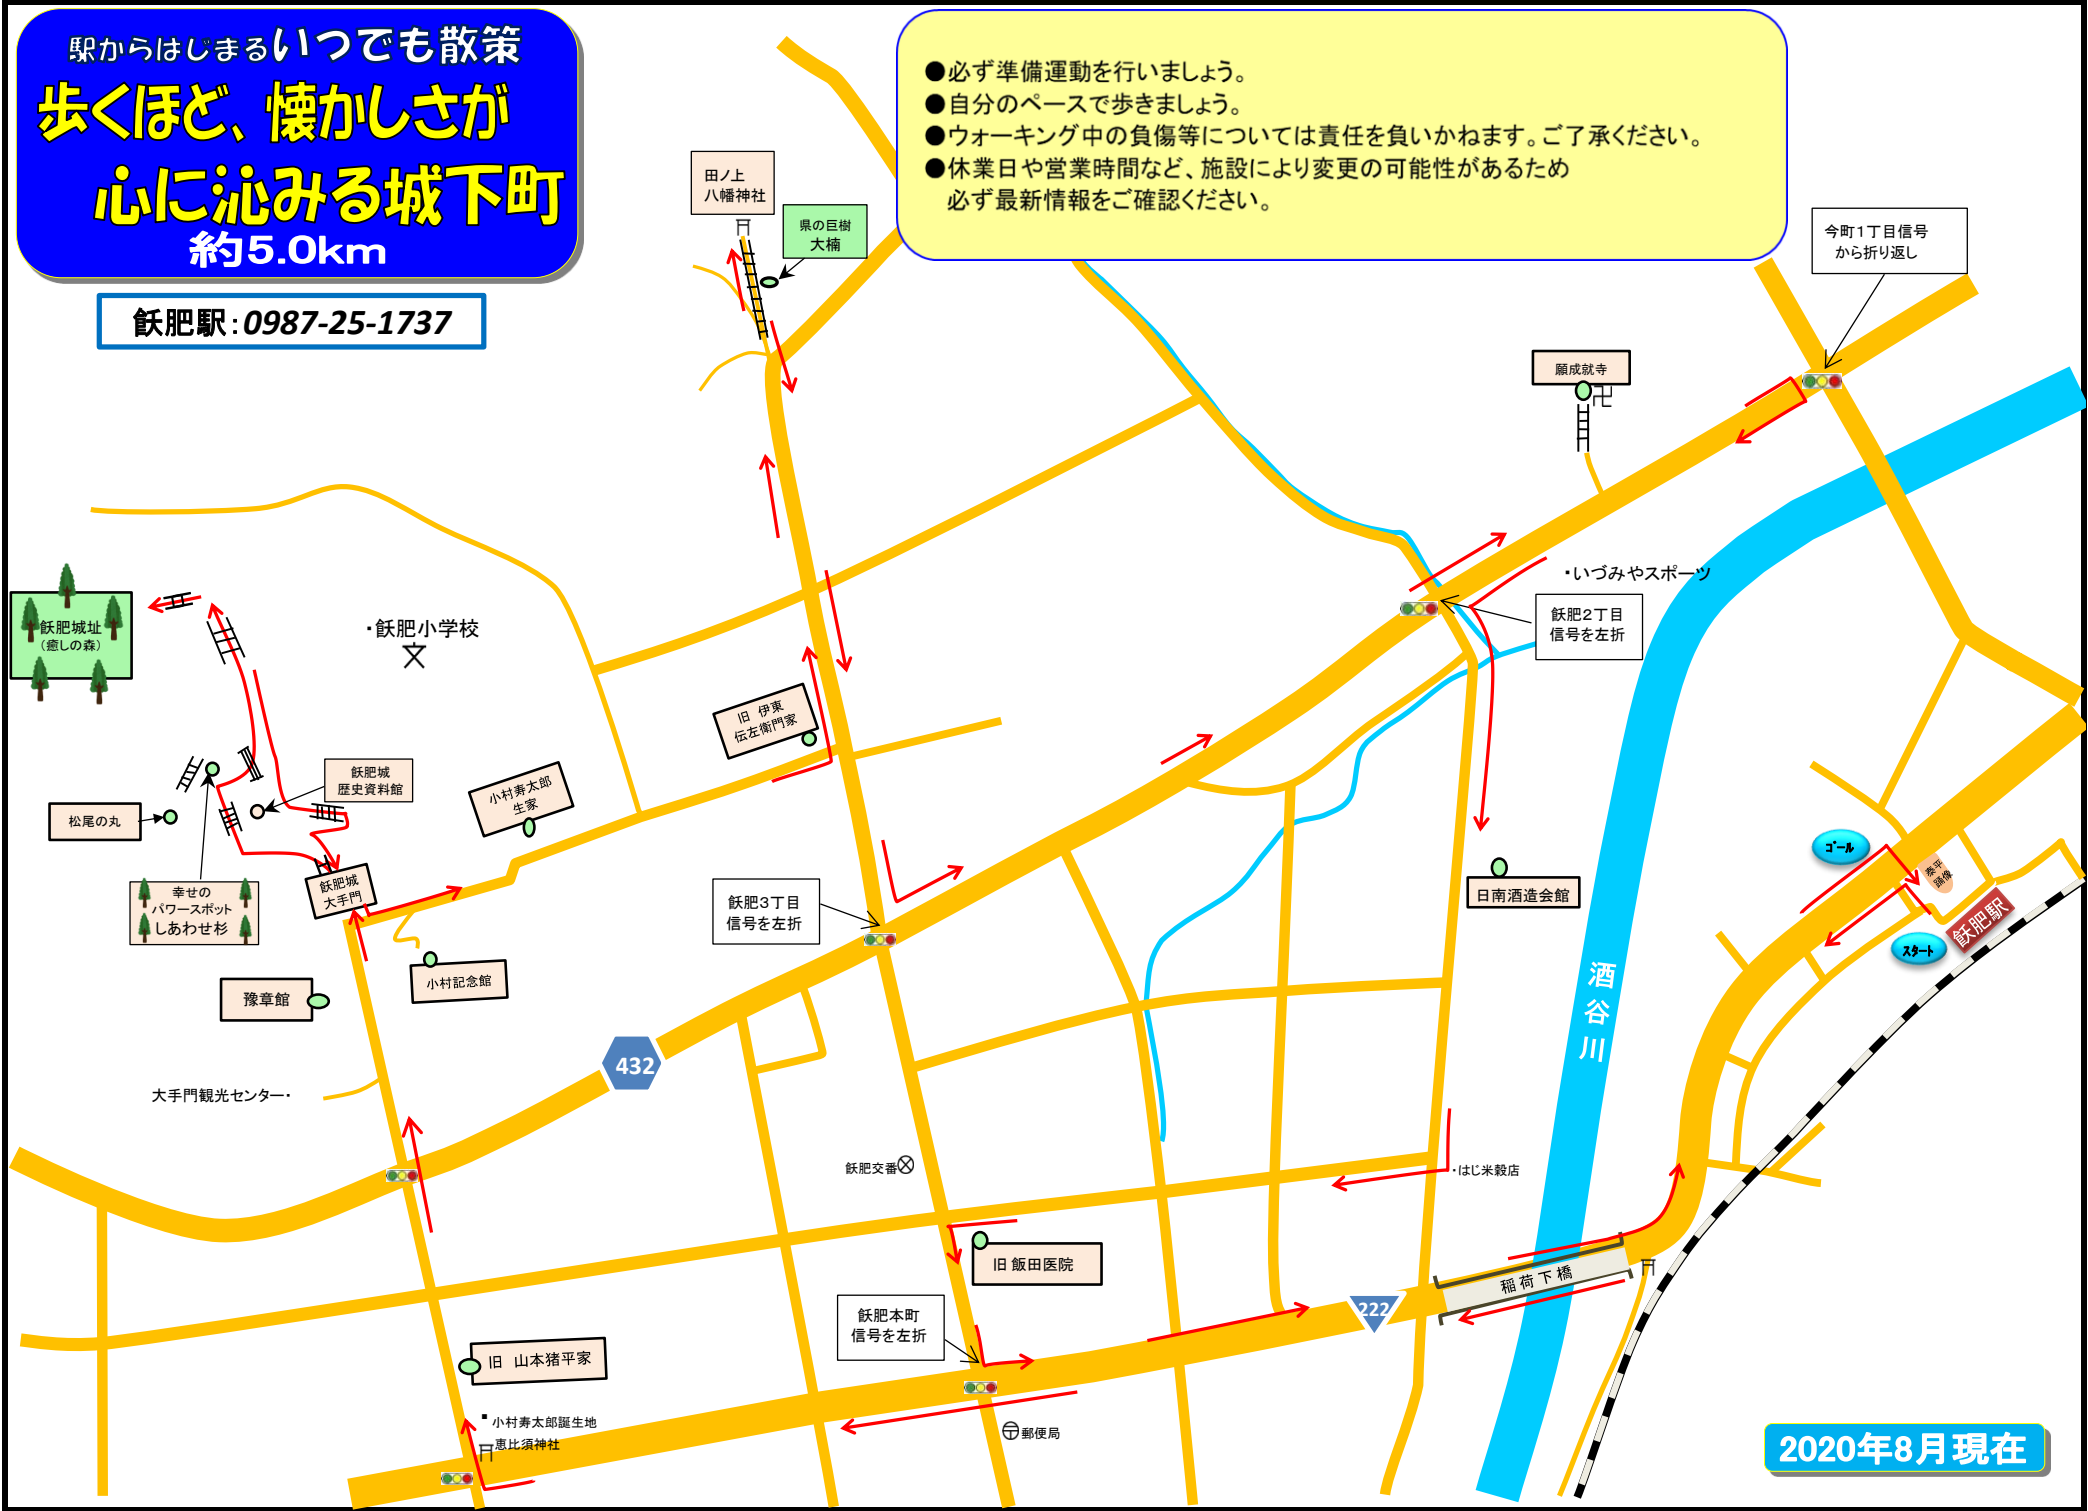 駅からはじまるいつでも散策
歩くほど、懐かしさが
心に沁みる城下町
約5.0km
飫肥駅:0987-25-1737
●必ず準備運動を行いましょう。
●自分のペースで歩きましょう。
●ウォーキング中の負傷等については責任を負いかねます。ご了承ください。
●休業日や営業時間など、施設により変更の可能性があるため
必ず最新情報をご確認ください。
田ノ上
八幡神社
県の巨樹
大楠
今町1丁目信号
から折り返し
願成就寺
・いづみやスポーツ
飫肥2丁目
信号を左折
飫肥城址
(癒しの森)
・飫肥小学校
文
旧 伊東
伝左衛門家
小村寿太郎
生家
飫肥城
歴史資料館
松尾の丸
幸せの
パワースポット
しあわせ杉
飫肥城
大手門
飫肥3丁目
信号を左折
日南酒造会館
ゴール
泰平
踊像
飫肥駅
スタート
小村記念館
豫章館
酒谷川
432
大手門観光センター・
飫肥交番
・はじ米穀店
旧 飯田医院
稲荷下橋
222
飫肥本町
信号を左折
旧 山本猪平家
・小村寿太郎誕生地
恵比須神社
郵便局
2020年8月現在